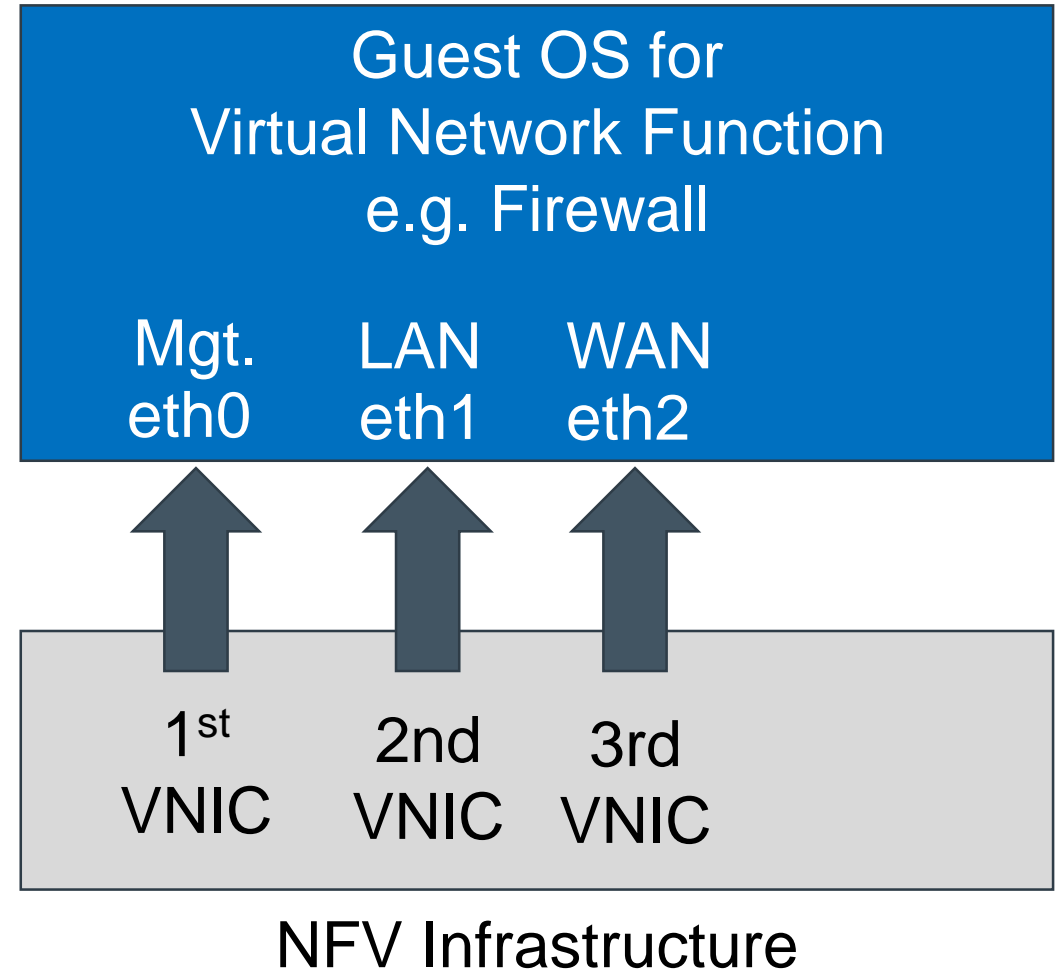 Guest OS for
Virtual Network Function
e.g. Firewall
Mgt. LAN WAN
eth0 eth1 eth2
1st 2nd 3rd
VNIC VNIC VNIC
NFV Infrastructure